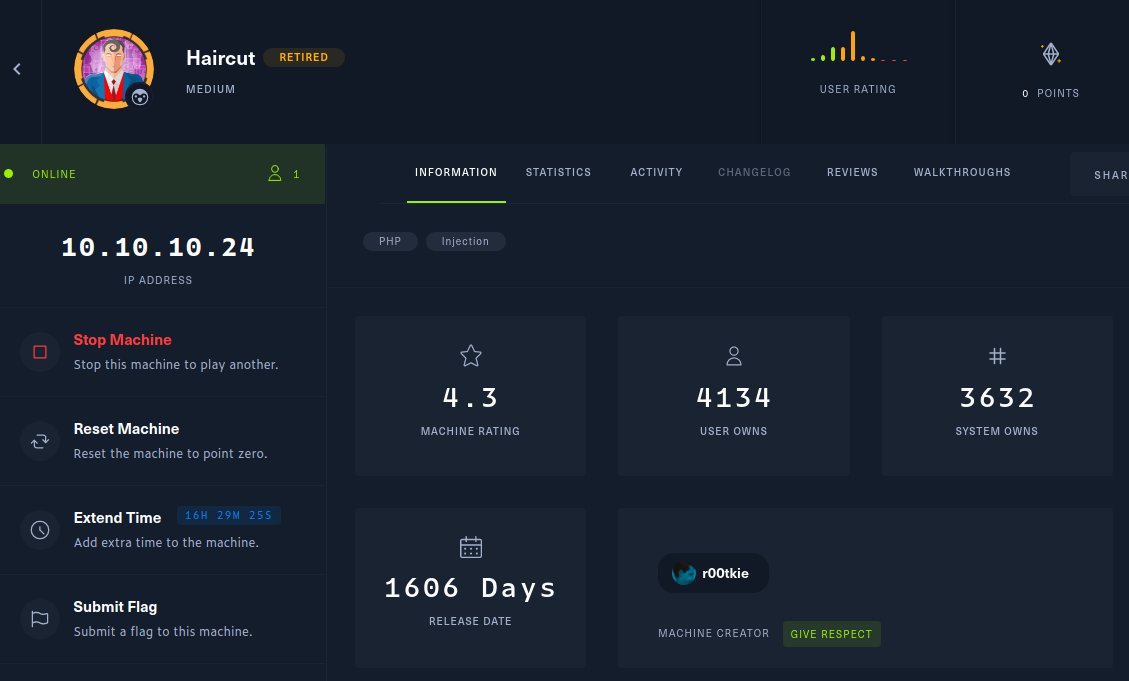 Haircut RETIRED
MEDIUM
USER RATING
0 POINTS
ONLINE 1
10.10.10.24
IP ADDRESS
Stop Machine
Stop this machine to play another.
Reset Machine
Reset the machine to point zero.
Extend Time 16H 29M 25S
Add extra time to the machine.
Submit Flag
Submit a flag to this machine.
INFORMATION STATISTICS ACTIVITY CHANGELOG REVIEWS WALKTHROUGHS SHAR
PHP Injection
4.3
MACHINE RATING
4134
USER OWNS
3632
SYSTEM OWNS
1606 Days
RELEASE DATE
r00tkie
MACHINE CREATOR GIVE RESPECT